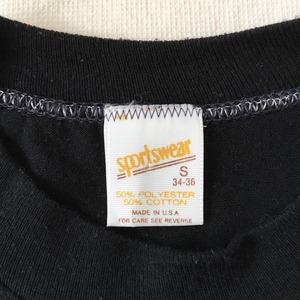 sportswear
S
34-36
50% POLYESTER
50% COTTON
MADE IN U.S.A
FOR CARE SEE REVERSE